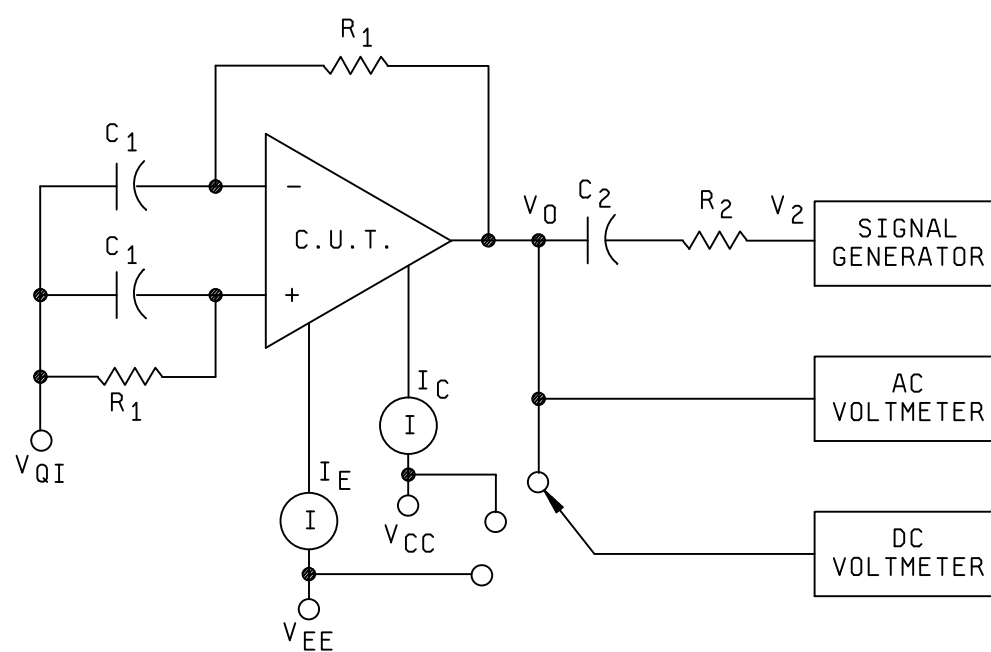 R1
C1
−
C.U.T.
VO
C2
R2
V2
SIGNAL
GENERATOR
C1
+
R1
VQI
IC
I
AC
VOLTMETER
IE
I
VCC
DC
VOLTMETER
VEE